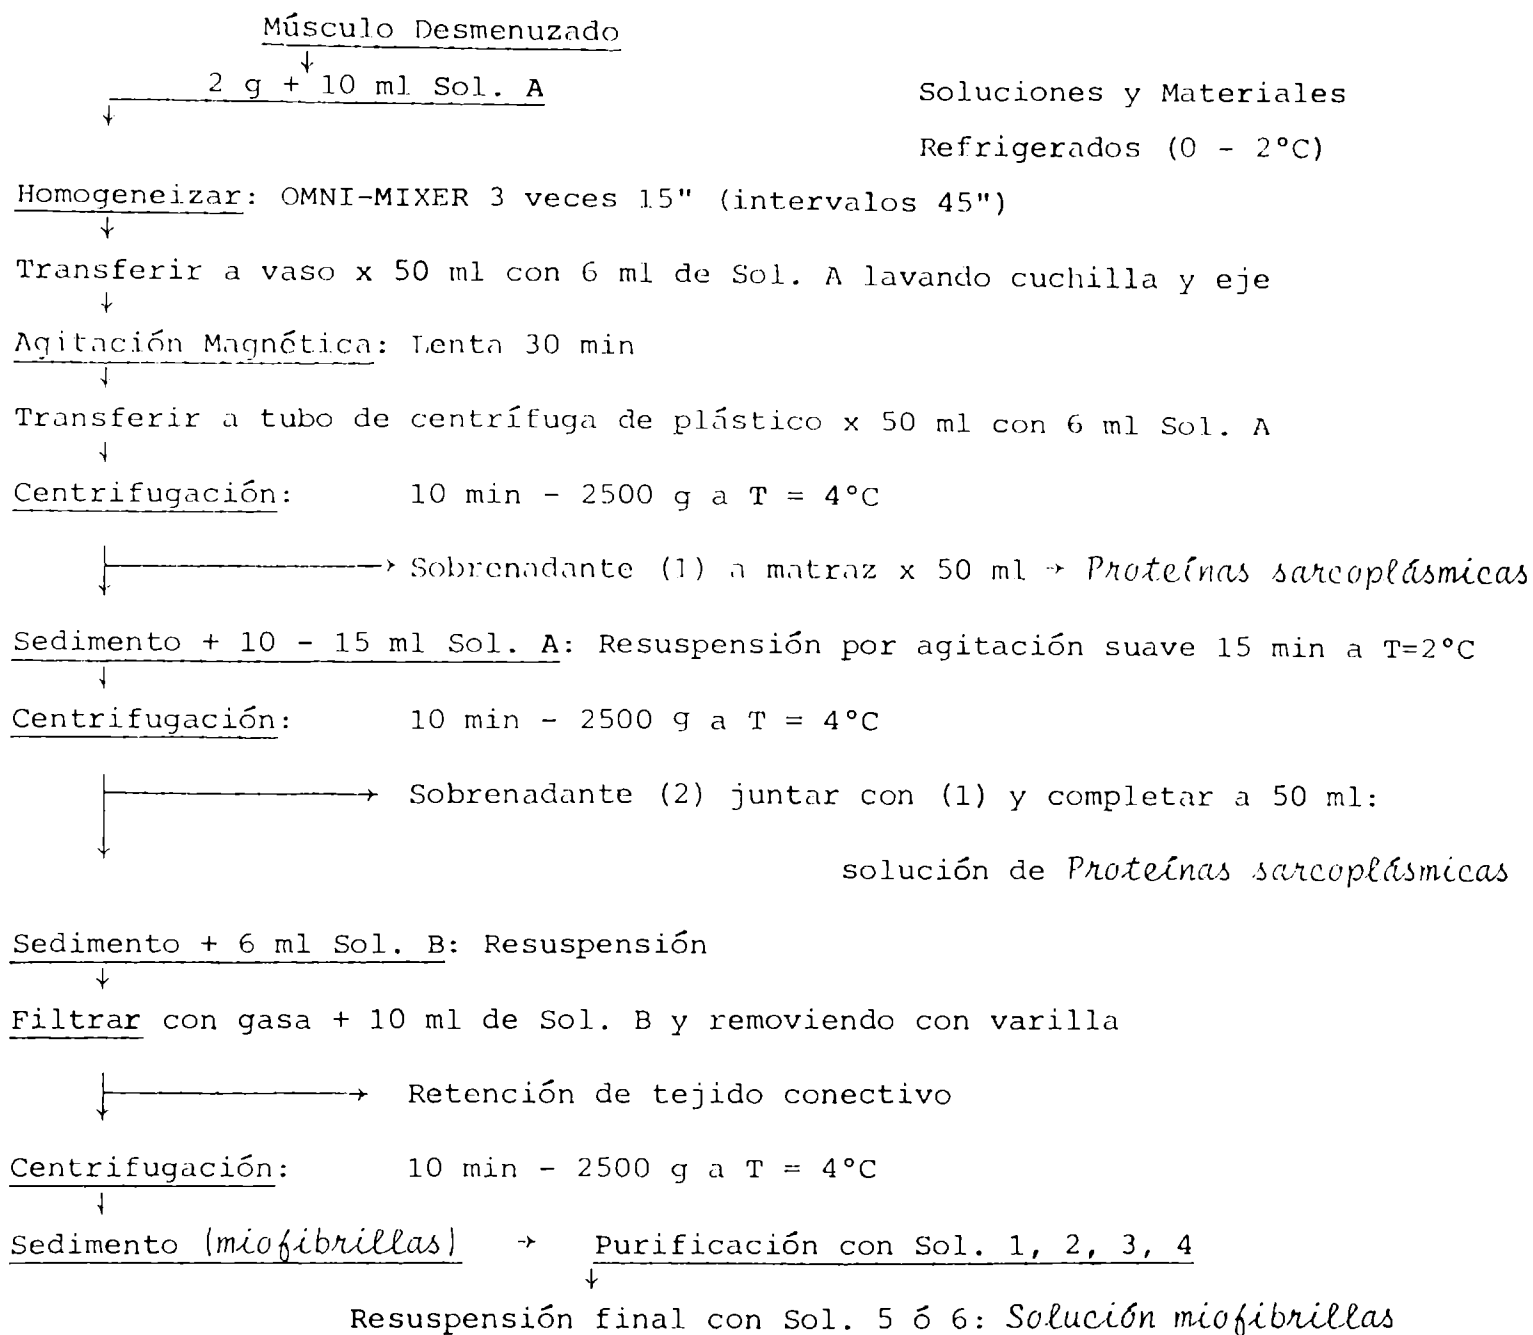 Músculo Desmenuzado
↓
2 g + 10 ml Sol. A
↓
Soluciones y Materiales
Refrigerados (0 - 2°C)
Homogeneizar: OMNI-MIXER 3 veces 15" (intervalos 45")
↓
Transferir a vaso x 50 ml con 6 ml de Sol. A lavando cuchilla y eje
↓
Agitación Magnética: Lenta 30 min
↓
Transferir a tubo de centrífuga de plástico x 50 ml con 6 ml Sol. A
↓
Centrifugación: 10 min - 2500 g a T = 4°C
→ Sobrenadante (1) a matraz x 50 ml → Proteínas sarcoplásmicas
↓
Sedimento + 10 - 15 ml Sol. A: Resuspensión por agitación suave 15 min a T=2°C
↓
Centrifugación: 10 min - 2500 g a T = 4°C
→ Sobrenadante (2) juntar con (1) y completar a 50 ml:
↓
solución de Proteínas sarcoplásmicas
Sedimento + 6 ml Sol. B: Resuspensión
↓
Filtrar con gasa + 10 ml de Sol. B y removiendo con varilla
→ Retención de tejido conectivo
↓
Centrifugación: 10 min - 2500 g a T = 4°C
↓
Sedimento (miofibrillas) → Purificación con Sol. 1, 2, 3, 4
↓
Resuspensión final con Sol. 5 ó 6: Solución miofibrillas